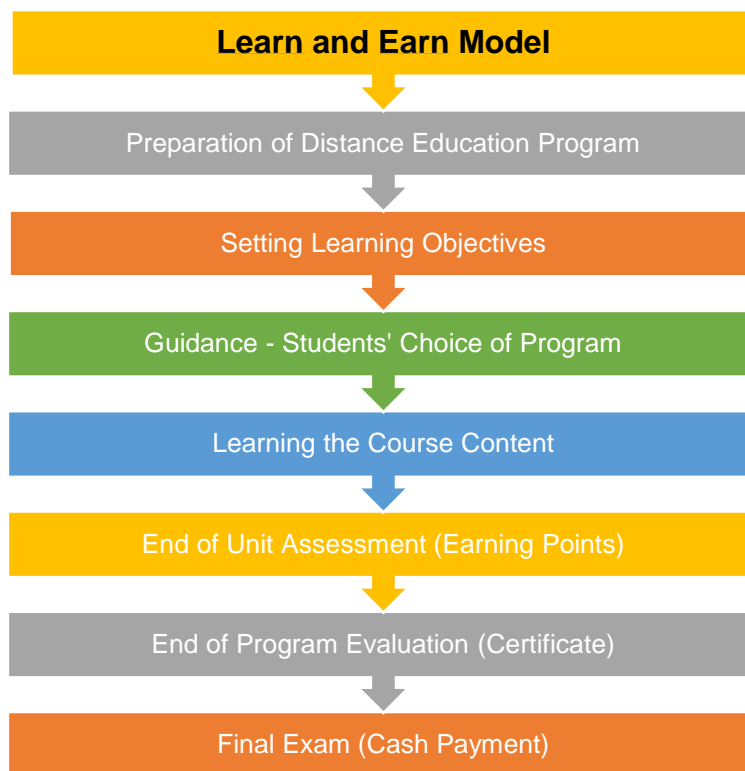 Learn and Earn Model
Preparation of Distance Education Program
Setting Learning Objectives
Guidance - Students' Choice of Program
Learning the Course Content
End of Unit Assessment (Earning Points)
End of Program Evaluation (Certificate)
Final Exam (Cash Payment)